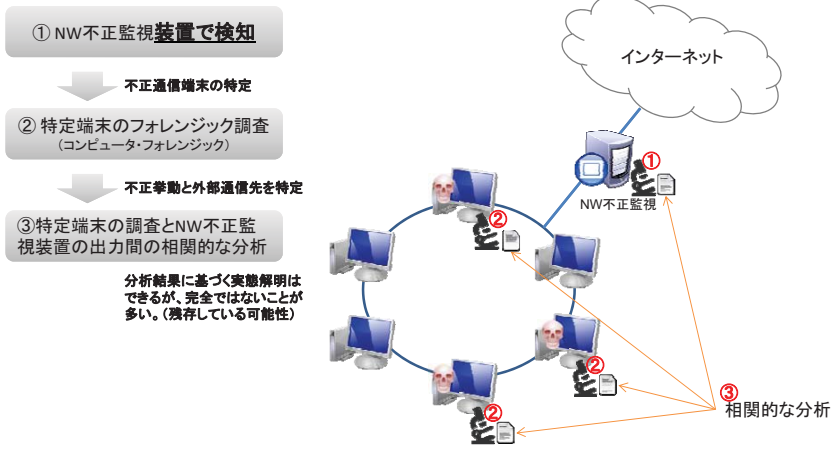 ① NW不正監視装置で検知
不正通信端末の特定
② 特定端末のフォレンジック調査
(コンピュータ・フォレンジック)
不正挙動と外部通信先を特定
③特定端末の調査とNW不正監
視装置の出力間の相関的な分析
分析結果に基づく実態解明は
できるが、完全ではないことが
多い。(残存している可能性)
インターネット
①
NW不正監視
②
②
②
③
相関的な分析